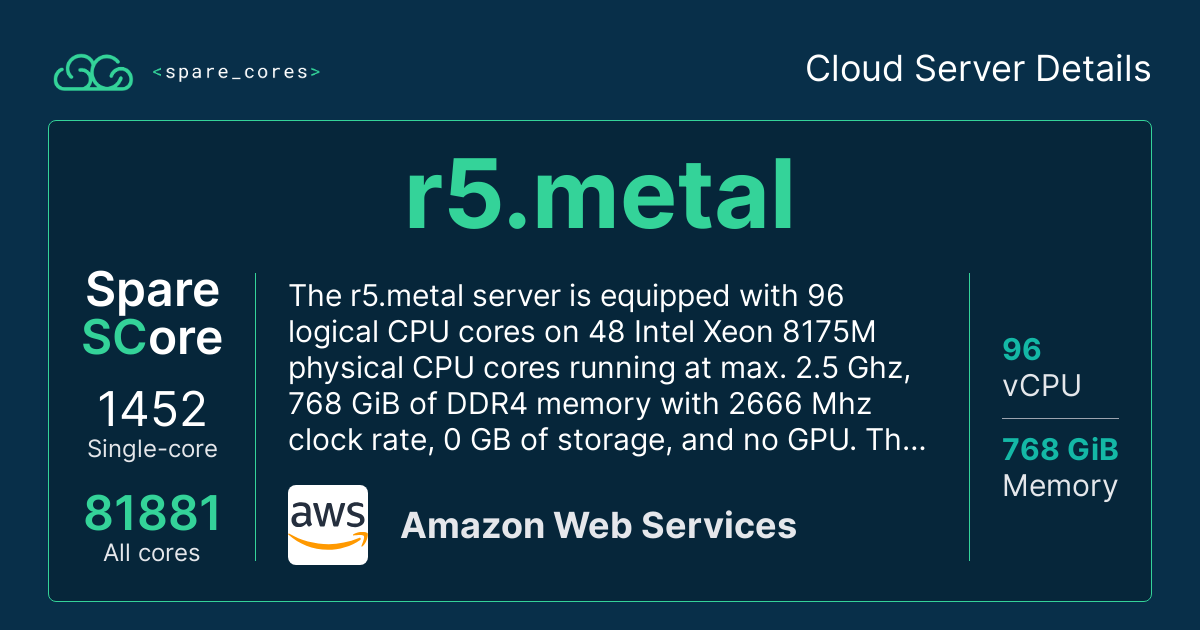 <spare_cores>
Cloud Server Details
r5.metal
Spare
SCore
1452
Single-core
81881
All cores
The r5.metal server is equipped with 96
logical CPU cores on 48 Intel Xeon 8175M
physical CPU cores running at max. 2.5 Ghz,
768 GiB of DDR4 memory with 2666 Mhz
clock rate, 0 GB of storage, and no GPU. Th...
aws
Amazon Web Services
96
vCPU
768 GiB
Memory